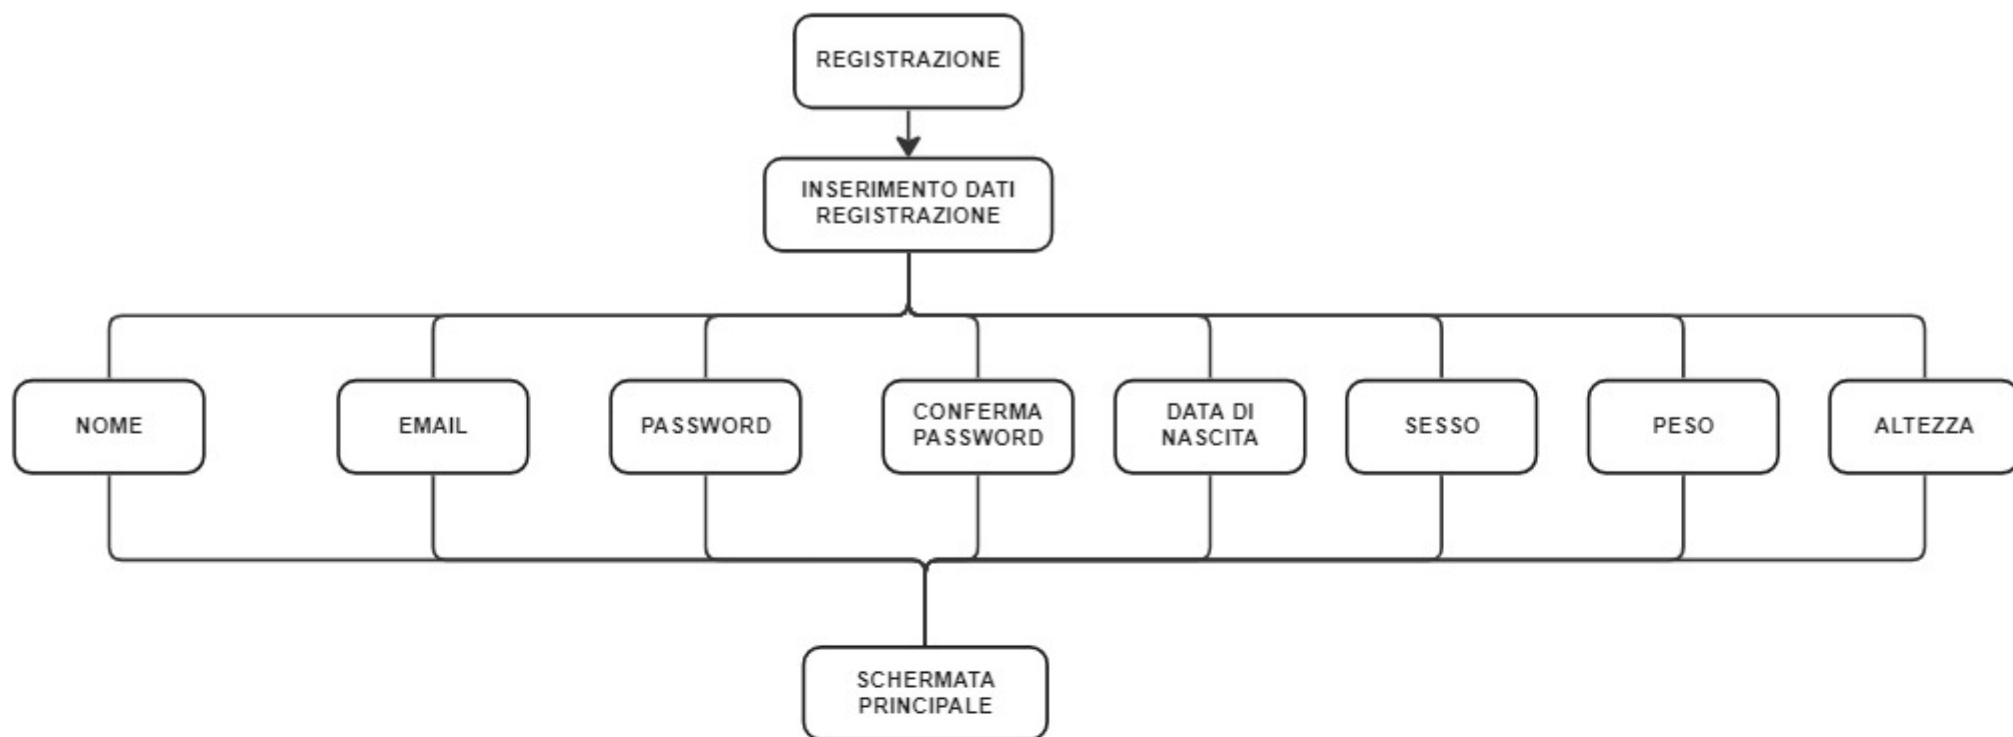 REGISTRAZIONE
INSERIMENTO DATI
REGISTRAZIONE
NOME
EMAIL
PASSWORD
CONFERMA
PASSWORD
DATA DI
NASCITA
SESSO
PESO
ALTEZZA
SCHERMATA
PRINCIPALE